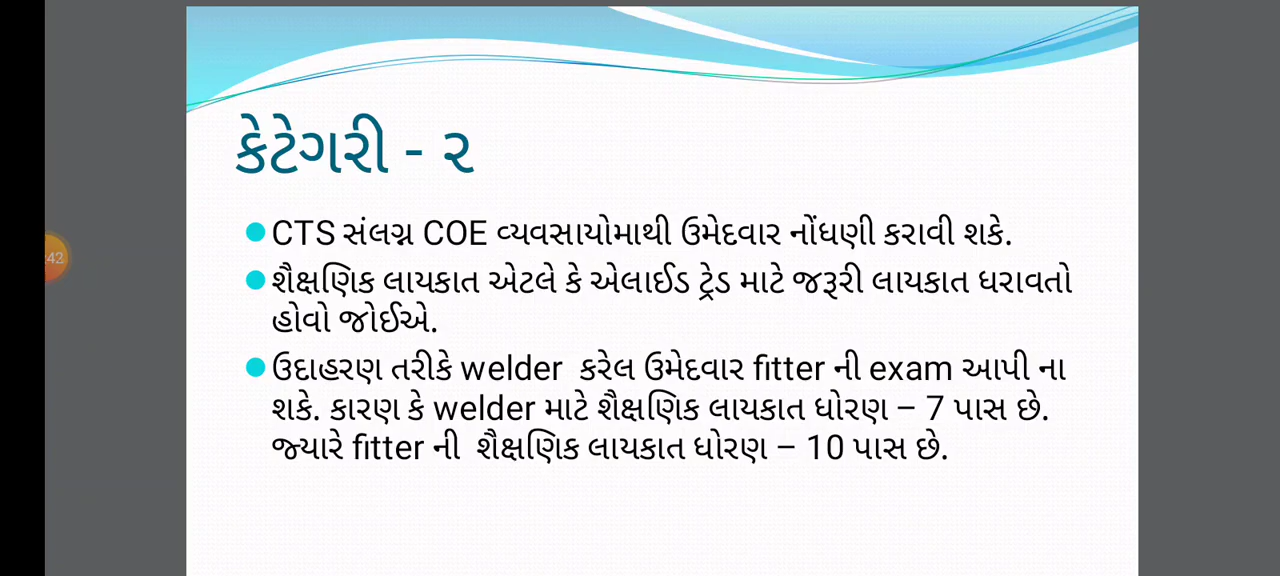 કેટેગરી - ૨
CTS સંલગ્ન COE વ્યવસાયોમાથી ઉમેદવાર નોંધણી કરાવી શકે.
શૈક્ષણિક લાયકાત એટલે કે એલાઈડ ટ્રેડ માટે જરૂરી લાયકાત ધરાવતો
હોવો જોઈએ.
ઉદાહરણ તરીકે welder કરેલ ઉમેદવાર fitter ની exam આપી ના
શકે. કારણ કે welder માટે શૈક્ષણિક લાયકાત ધોરણ – 7 પાસ છે.
જ્યારે fitter ની શૈક્ષણિક લાયકાત ધોરણ – 10 પાસ છે.
:42